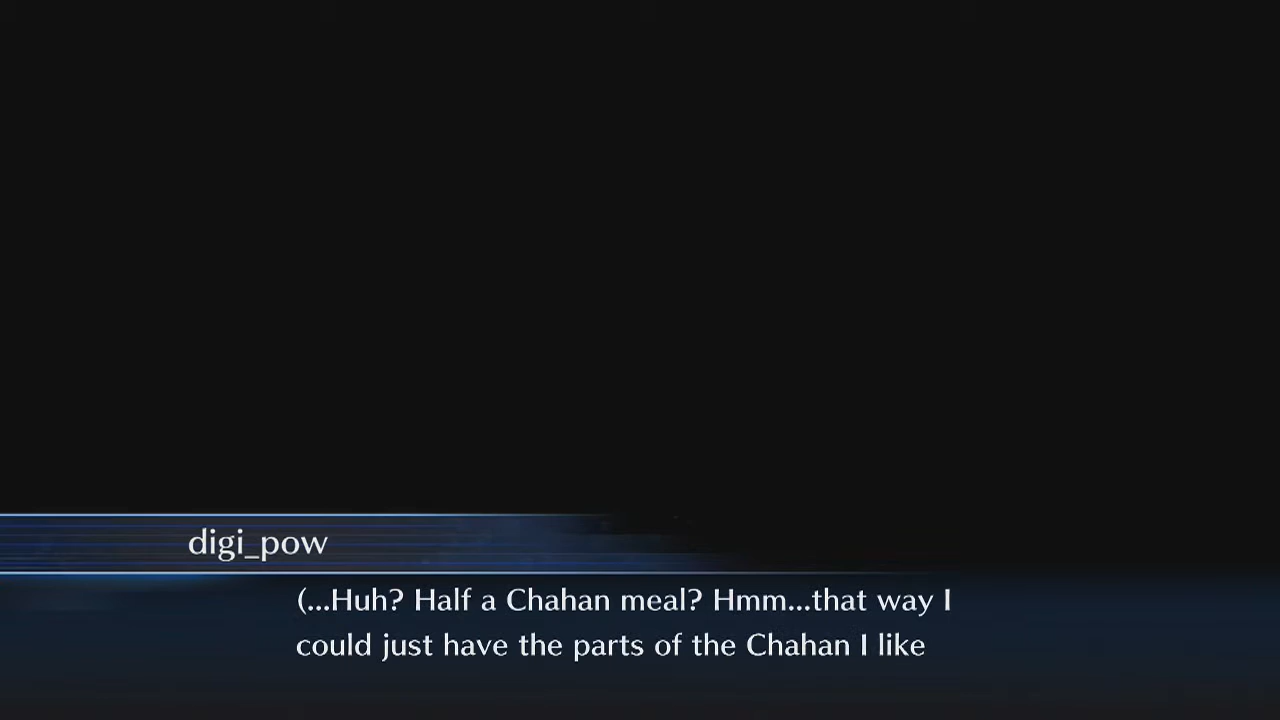 digi_pow
(...Huh? Half a Chahan meal? Hmm...that way I
could just have the parts of the Chahan I like